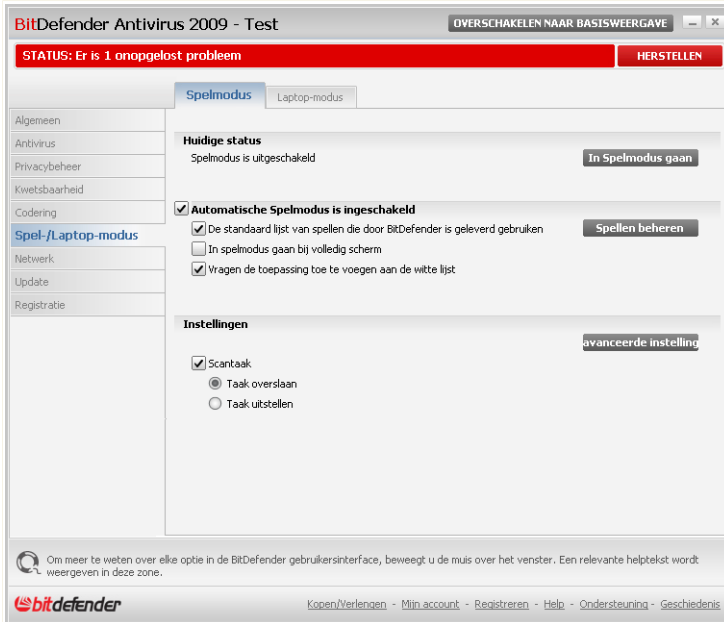 BitDefender Antivirus 2009 - Test
OVERSCHAKELEN NAAR BASISWEERGAVE
STATUS: Er is 1 onopgelost probleem
HERSTELLEN
Spelmodus
Laptop-modus
Algemeen
Antivirus
Privacybeheer
Kwetsbaarheid
Codering
Spel-/Laptop-modus
Netwerk
Update
Registratie
Huidige status
Spelmodus is uitgeschakeld
In Spelmodus gaan
Automatische Spelmodus is ingeschakeld
De standaard lijst van spellen die door BitDefender is geleverd gebruiken
Spellen beheren
In spelmodus gaan bij volledig scherm
Vragen de toepassing toe te voegen aan de witte lijst
Instellingen
avanceerde instelling
Scantaak
Taak overslaan
Taak uitstellen
Om meer te weten over elke optie in de BitDefender gebruikersinterface, beweegt u de muis over het venster. Een relevante helptekst wordt
weergeven in deze zone.
bitdefender
Kopen/Verlengen - Mijn account - Registreren - Help - Ondersteuning - Geschiedenis